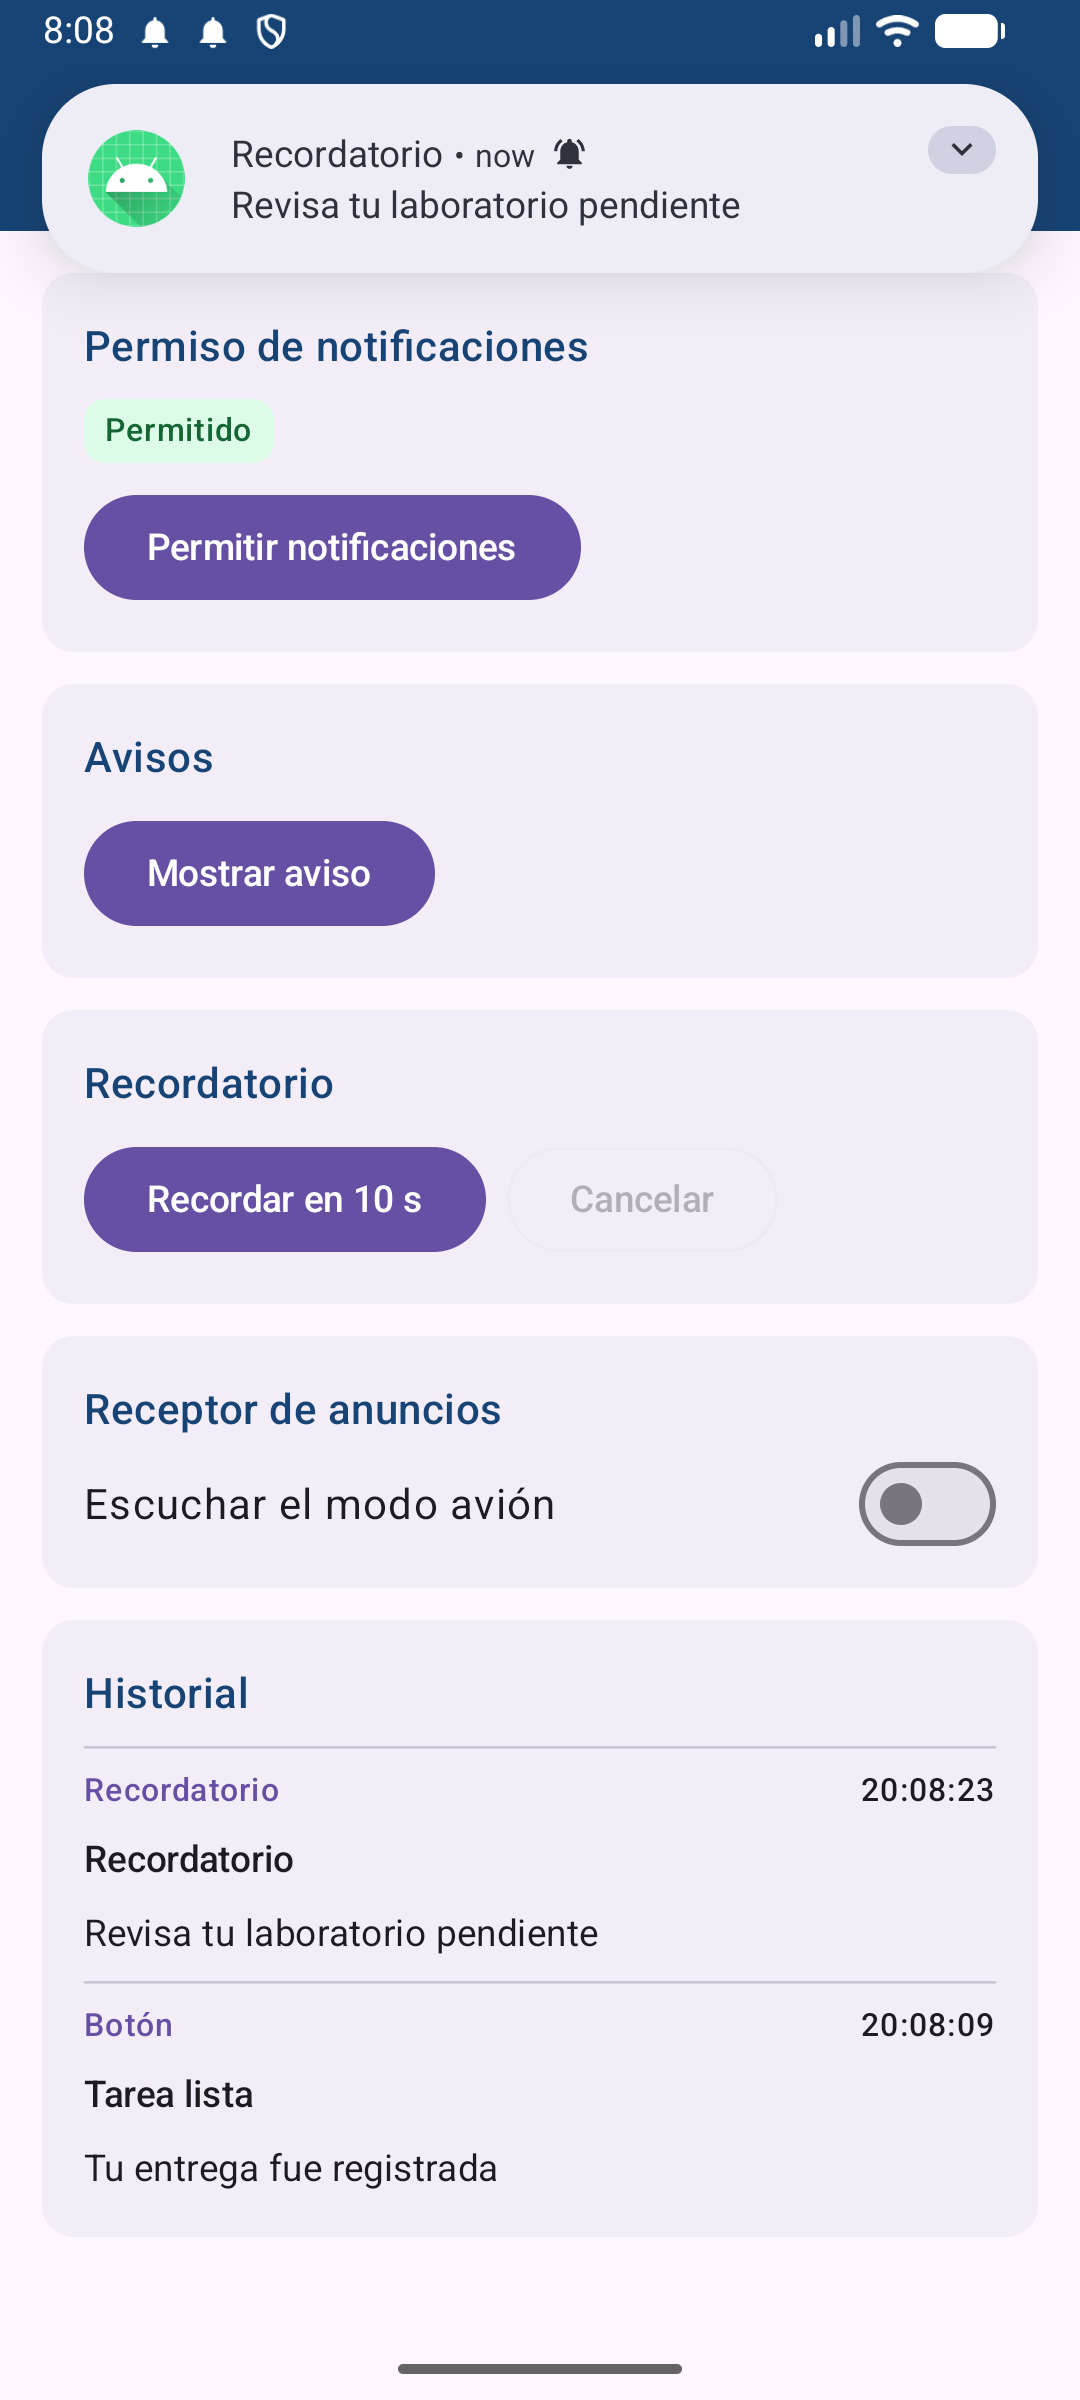 8:08
Recordatorio • now
Revisa tu laboratorio pendiente
Permiso de notificaciones
Permitido
Permitir notificaciones
Avisos
Mostrar aviso
Recordatorio
Recordar en 10 s
Cancelar
Receptor de anuncios
Escuchar el modo avión
Historial
Recordatorio 20:08:23
Recordatorio
Revisa tu laboratorio pendiente
Botón 20:08:09
Tarea lista
Tu entrega fue registrada